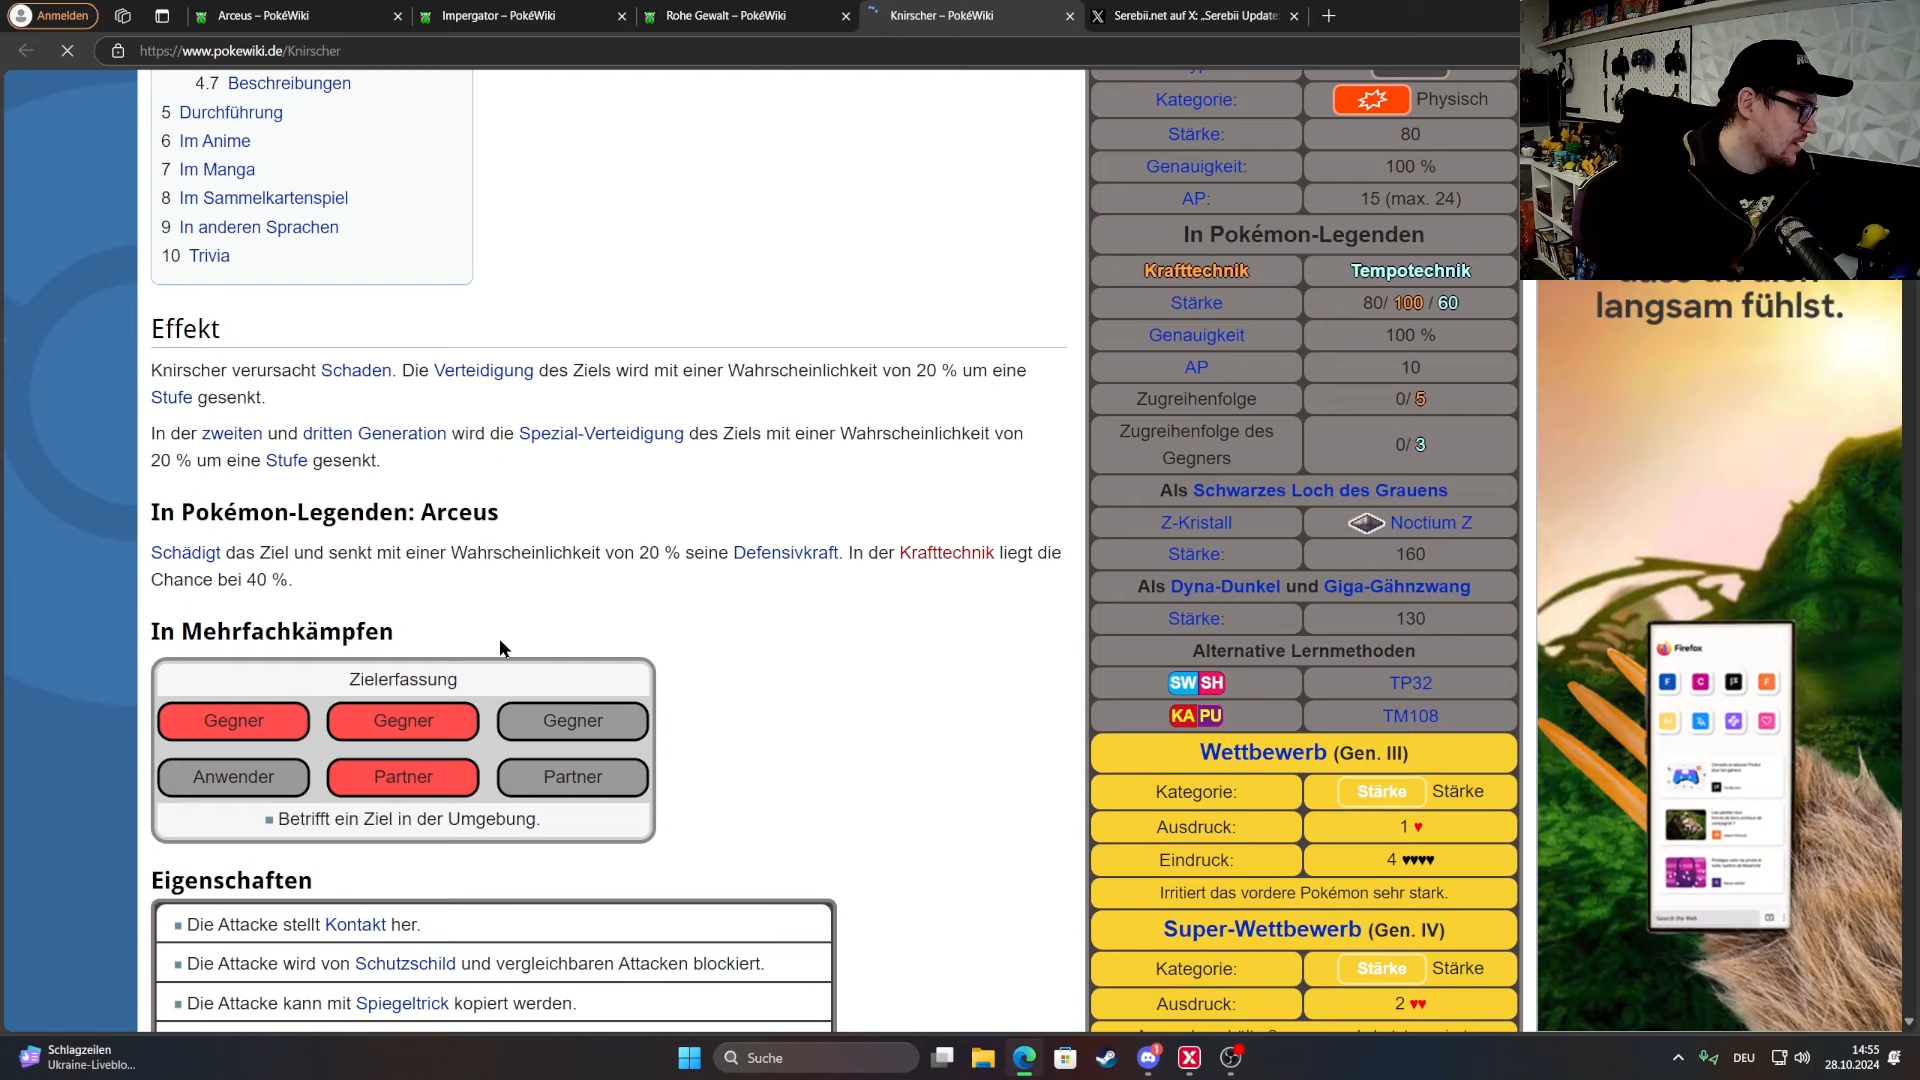 Anmelden
Arceus – PokéWiki
Impergator – PokéWiki
Rohe Gewalt – PokéWiki
Knirscher – PokéWiki
Serebii.net auf X: „Serebii Update:
https://www.pokewiki.de/Knirscher
4.7 Beschreibungen
5 Durchführung
6 Im Anime
7 Im Manga
8 Im Sammelkartenspiel
9 In anderen Sprachen
10 Trivia
Effekt
Knirscher verursacht Schaden. Die Verteidigung des Ziels wird mit einer Wahrscheinlichkeit von 20 % um eine
Stufe gesenkt.
In der zweiten und dritten Generation wird die Spezial-Verteidigung des Ziels mit einer Wahrscheinlichkeit von
20 % um eine Stufe gesenkt.
In Pokémon-Legenden: Arceus
Schädigt das Ziel und senkt mit einer Wahrscheinlichkeit von 20 % seine Defensivkraft. In der Krafttechnik liegt die
Chance bei 40 %.
In Mehrfachkämpfen
Zielerfassung
Gegner Gegner Gegner
Anwender Partner Partner
Betrifft ein Ziel in der Umgebung.
Eigenschaften
Die Attacke stellt Kontakt her.
Die Attacke wird von Schutzschild und vergleichbaren Attacken blockiert.
Die Attacke kann mit Spiegeltrick kopiert werden.
Kategorie: Physisch
Stärke: 80
Genauigkeit: 100 %
AP: 15 (max. 24)
In Pokémon-Legenden
Krafttechnik Tempotechnik
Stärke 80/ 100 / 60
Genauigkeit 100 %
AP 10
Zugreihenfolge 0/ 5
Zugreihenfolge des
Gegners 0/ 3
Als Schwarzes Loch des Grauens
Z-Kristall Noctium Z
Stärke: 160
Als Dyna-Dunkel und Giga-Gähnzwang
Stärke: 130
Alternative Lernmethoden
SW SH TP32
KA PU TM108
Wettbewerb (Gen. III)
Kategorie: Stärke Stärke
Ausdruck: 1 ♥
Eindruck: 4 ♥♥♥♥
Irritiert das vordere Pokémon sehr stark.
Super-Wettbewerb (Gen. IV)
Kategorie: Stärke Stärke
Ausdruck: 2 ♥♥
langsam fühlst.
Firefox
Search the Web
Schlagzeilen
Ukraine-Liveblo...
Suche
1
DEU
14:55
28.10.2024